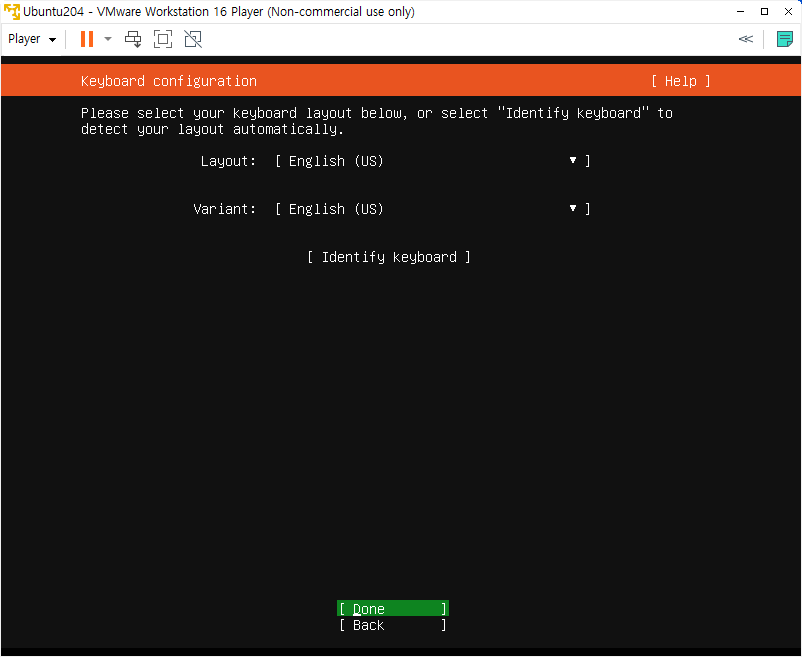 Ubuntu204 - VMware Workstation 16 Player (Non-commercial use only)
Player
Keyboard configuration [ Help ]
Please select your keyboard layout below, or select "Identify keyboard" to
detect your layout automatically.
Layout: [ English (US) ▾ ]
Variant: [ English (US) ▾ ]
[ Identify keyboard ]
[ Done ]
[ Back ]